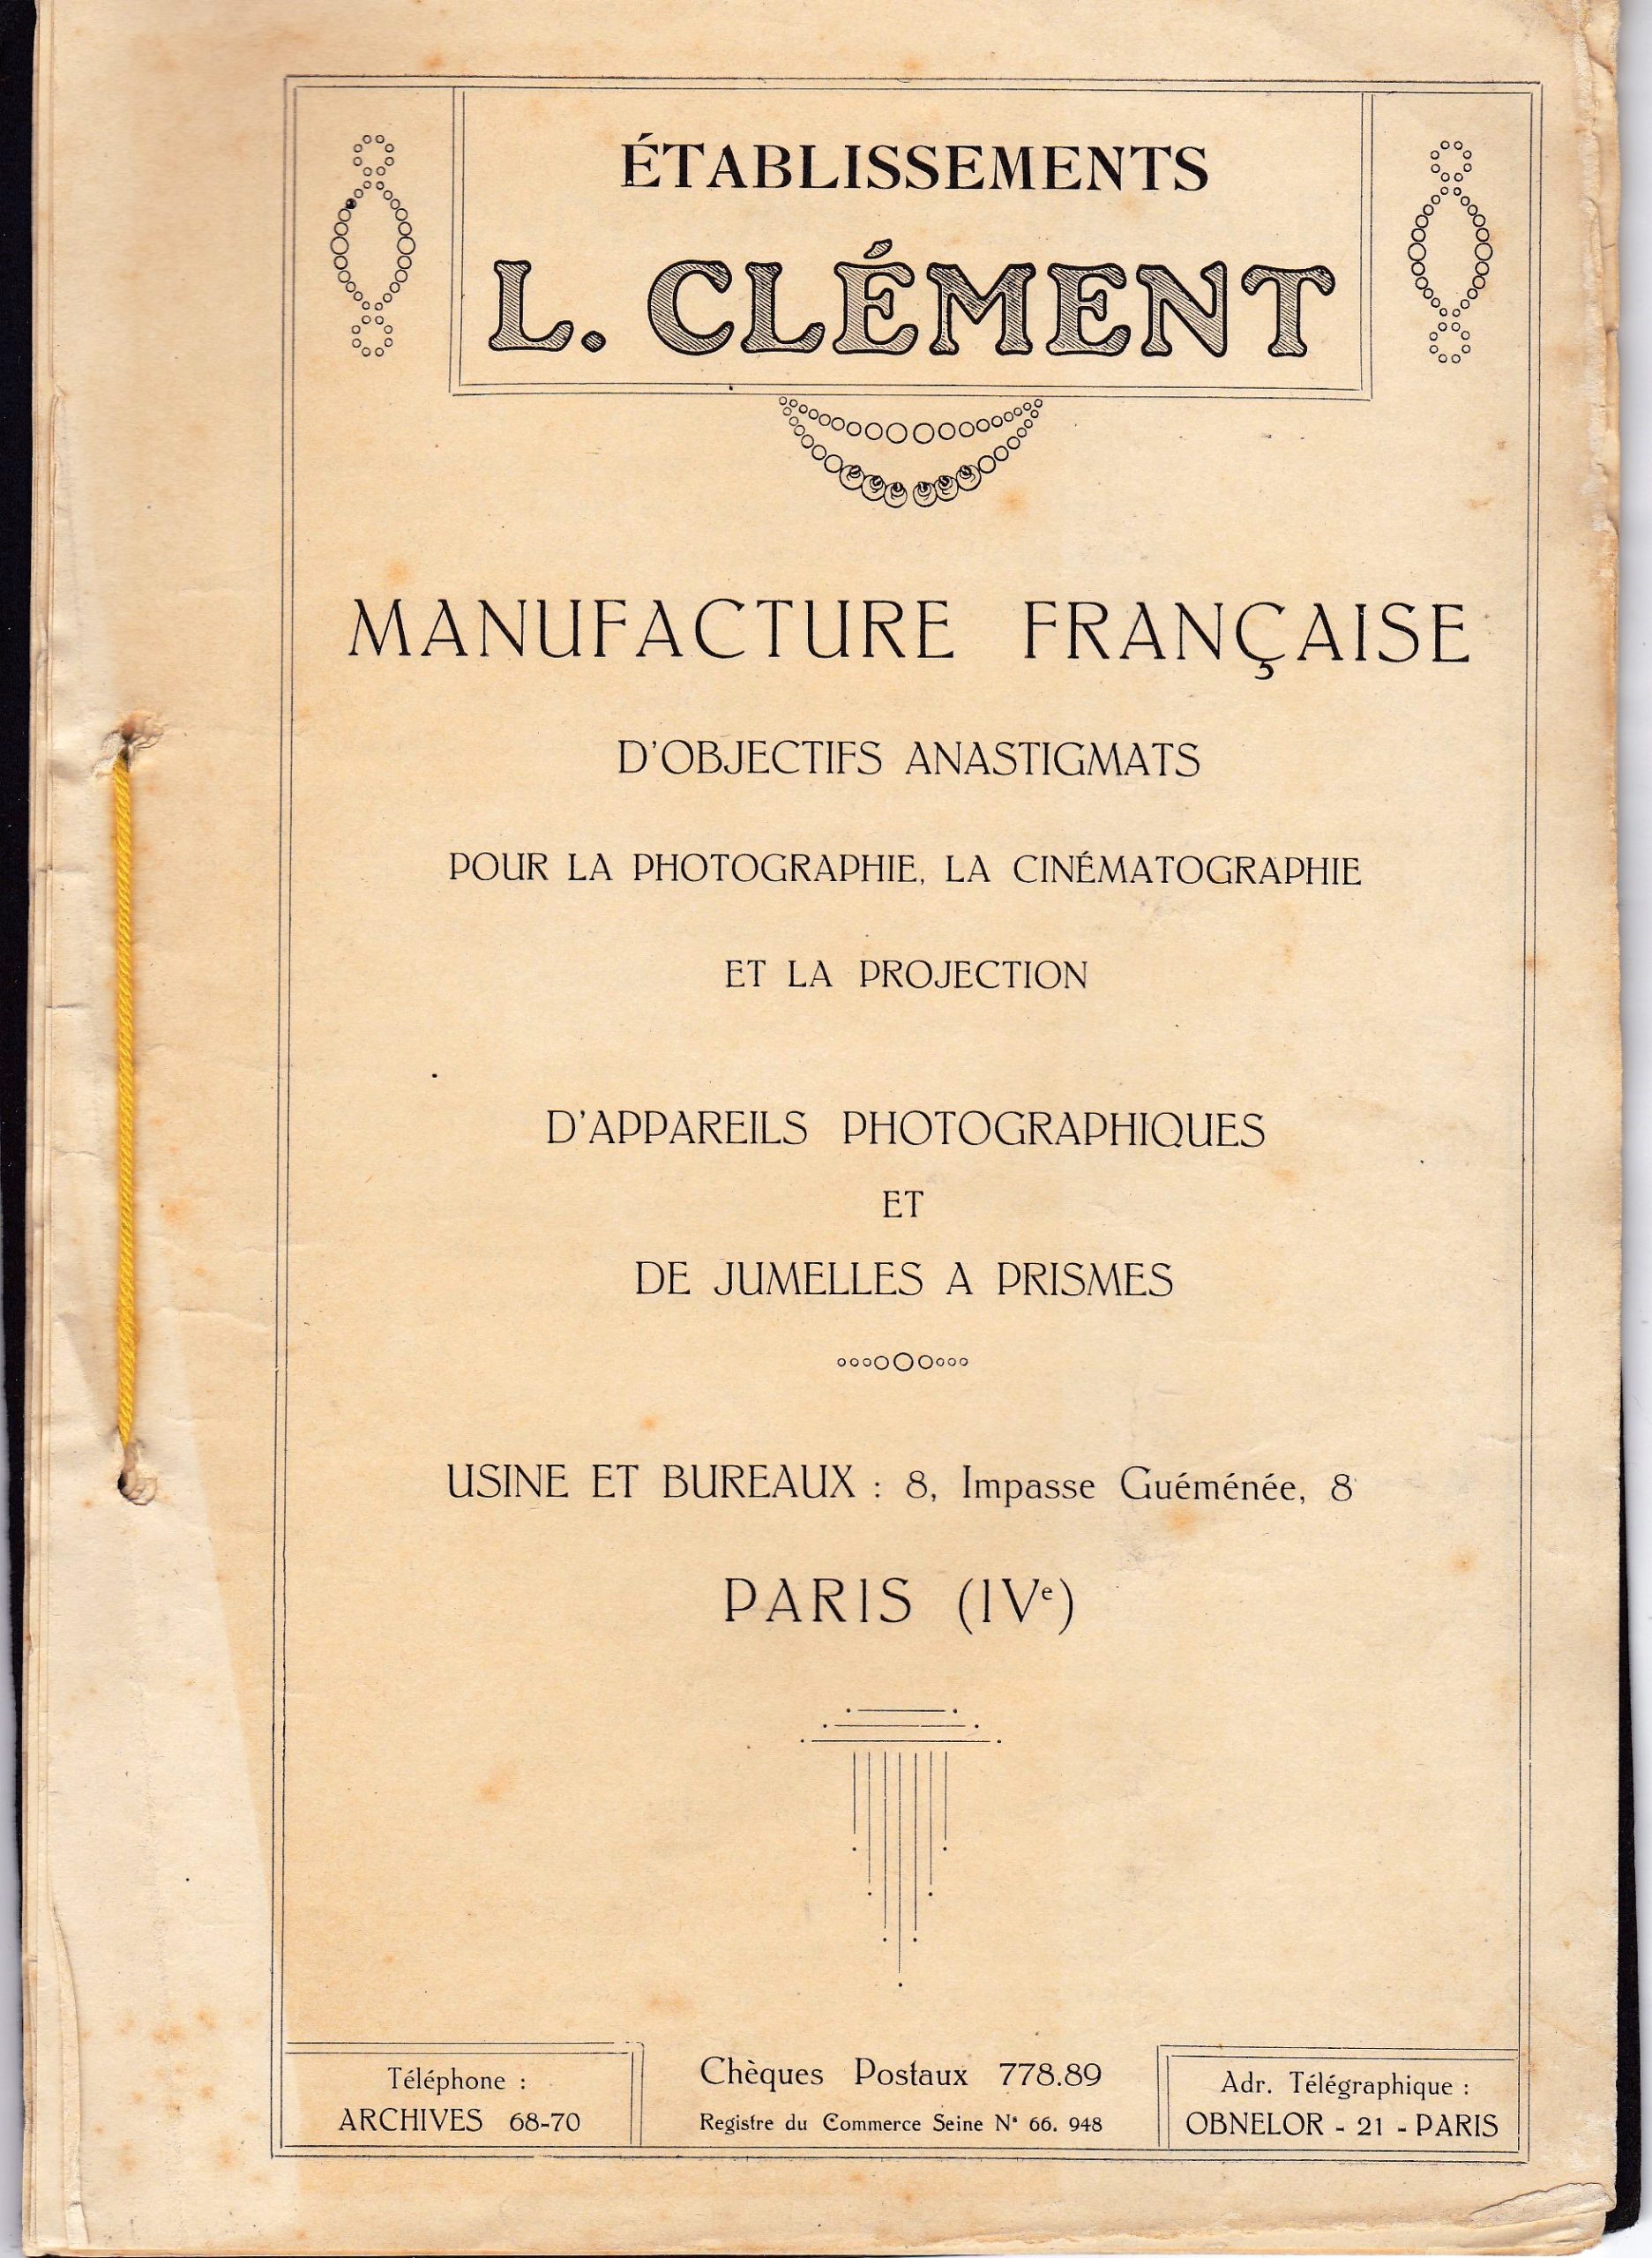 ÉTABLISSEMENTS
L. CLÉMENT
MANUFACTURE FRANÇAISE
D'OBJECTIFS ANASTIGMATS
POUR LA PHOTOGRAPHIE, LA CINÉMATOGRAPHIE
ET LA PROJECTION
D'APPAREILS PHOTOGRAPHIQUES
ET
DE JUMELLES A PRISMES
USINE ET BUREAUX : 8, Impasse Guéménée, 8
PARIS (IVᵉ)
Téléphone :
ARCHIVES 68-70
Chèques Postaux 778.89
Registre du Commerce Seine N° 66. 948
Adr. Télégraphique :
OBNELOR - 21 - PARIS